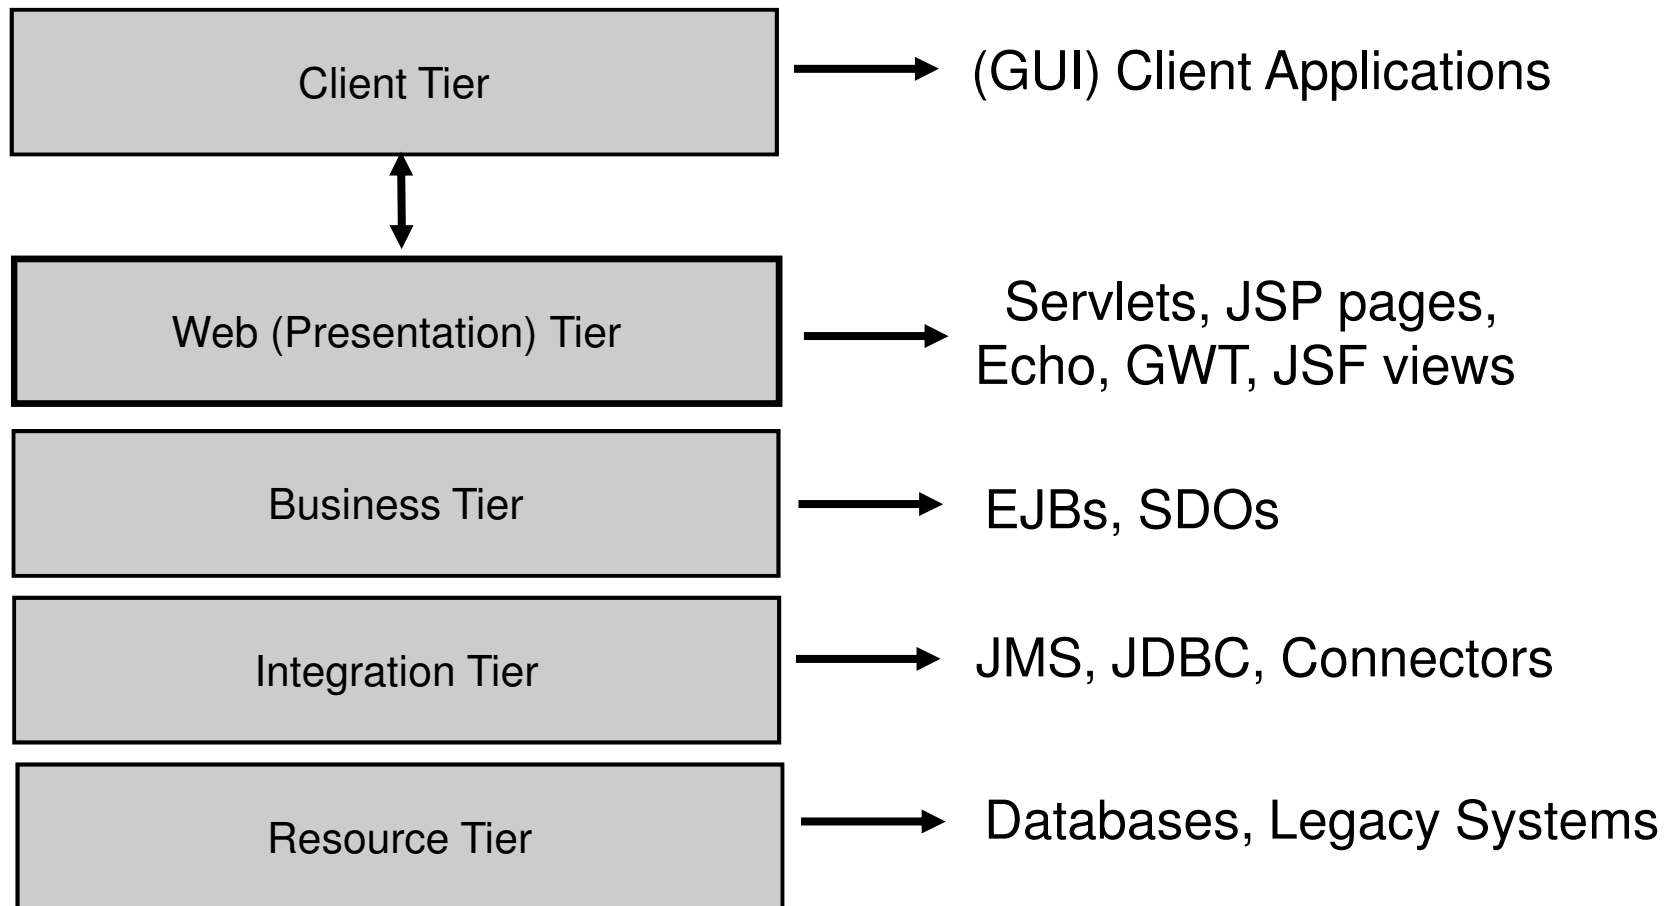 Client Tier
(GUI) Client Applications
Web (Presentation) Tier
Servlets, JSP pages,
Echo, GWT, JSF views
Business Tier
EJBs, SDOs
Integration Tier
JMS, JDBC, Connectors
Resource Tier
Databases, Legacy Systems